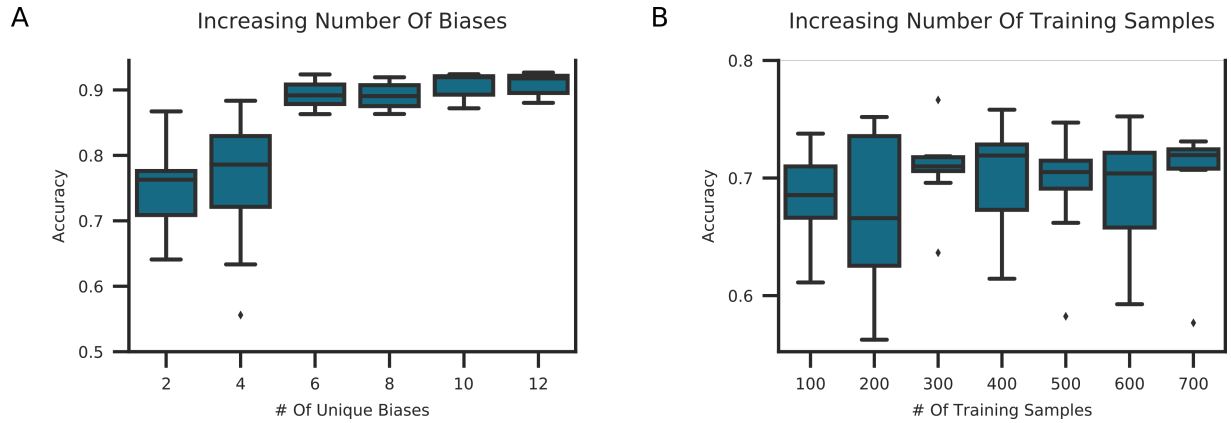 A
Increasing Number Of Biases
Accuracy
0.9
0.8
0.7
0.6
0.5
2 4 6 8 10 12
# Of Unique Biases
B
Increasing Number Of Training Samples
Accuracy
0.8
0.7
0.6
100 200 300 400 500 600 700
# Of Training Samples